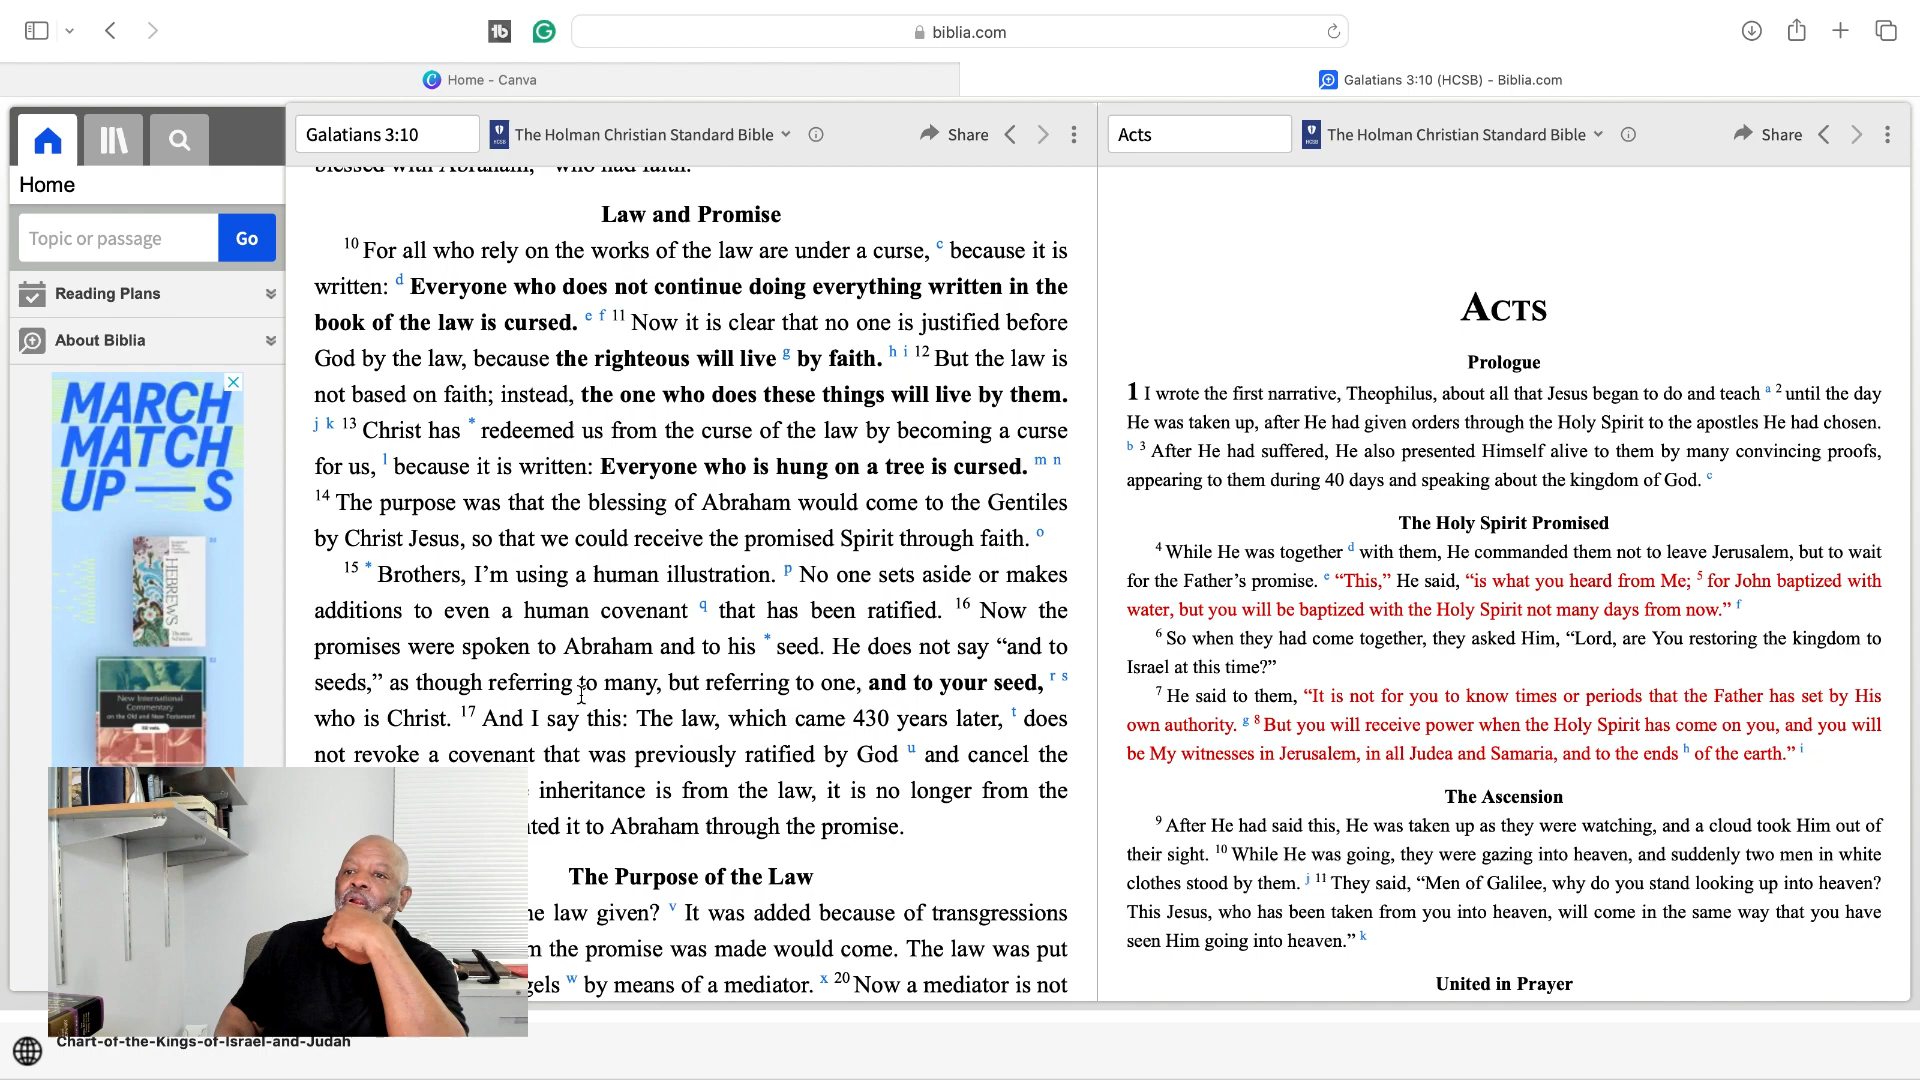 biblia.com
Home - Canva
Galatians 3:10 (HCSB) - Biblia.com
Galatians 3:10
HCSB
The Holman Christian Standard Bible
Share
Acts
HCSB
The Holman Christian Standard Bible
Share
Home
Topic or passage
Go
Reading Plans
About Biblia
MARCH
MATCH
UP—S
HEBREWS
New International
Commentary
on the Old and New Testament
blessed with Abraham, who had faith.
Law and Promise
10 For all who rely on the works of the law are under a curse, c because it is
written: d Everyone who does not continue doing everything written in the
book of the law is cursed. e f 11 Now it is clear that no one is justified before
God by the law, because the righteous will live g by faith. h i 12 But the law is
not based on faith; instead, the one who does these things will live by them.
j k 13 Christ has * redeemed us from the curse of the law by becoming a curse
for us, l because it is written: Everyone who is hung on a tree is cursed. m n
14 The purpose was that the blessing of Abraham would come to the Gentiles
by Christ Jesus, so that we could receive the promised Spirit through faith. o
15 * Brothers, I’m using a human illustration. p No one sets aside or makes
additions to even a human covenant q that has been ratified. 16 Now the
promises were spoken to Abraham and to his * seed. He does not say “and to
seeds,” as though referring to many, but referring to one, and to your seed, r s
who is Christ. 17 And I say this: The law, which came 430 years later, t does
not revoke a covenant that was previously ratified by God u and cancel the
inheritance is from the law, it is no longer from the
ted it to Abraham through the promise.
The Purpose of the Law
he law given? v It was added because of transgressions
m the promise was made would come. The law was put
gels w by means of a mediator. x 20 Now a mediator is not
Acts
Prologue
1 I wrote the first narrative, Theophilus, about all that Jesus began to do and teach a 2 until the day
He was taken up, after He had given orders through the Holy Spirit to the apostles He had chosen.
b 3 After He had suffered, He also presented Himself alive to them by many convincing proofs,
appearing to them during 40 days and speaking about the kingdom of God. c
The Holy Spirit Promised
4 While He was together d with them, He commanded them not to leave Jerusalem, but to wait
for the Father’s promise. e “This,” He said, “is what you heard from Me; 5 for John baptized with
water, but you will be baptized with the Holy Spirit not many days from now.” f
6 So when they had come together, they asked Him, “Lord, are You restoring the kingdom to
Israel at this time?”
7 He said to them, “It is not for you to know times or periods that the Father has set by His
own authority. g 8 But you will receive power when the Holy Spirit has come on you, and you will
be My witnesses in Jerusalem, in all Judea and Samaria, and to the ends h of the earth.” i
The Ascension
9 After He had said this, He was taken up as they were watching, and a cloud took Him out of
their sight. 10 While He was going, they were gazing into heaven, and suddenly two men in white
clothes stood by them. j 11 They said, “Men of Galilee, why do you stand looking up into heaven?
This Jesus, who has been taken from you into heaven, will come in the same way that you have
seen Him going into heaven.” k
United in Prayer
Chart-of-the-Kings-of-Israel-and-Judah